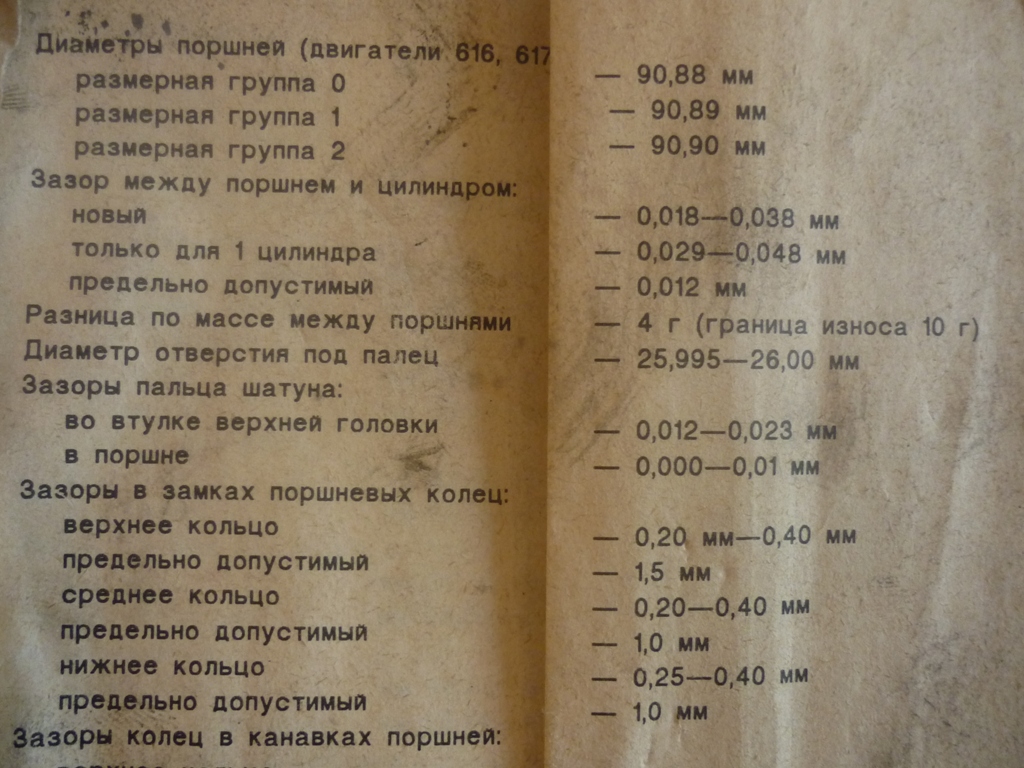 Диаметры поршней (двигатели 616, 617
размерная группа 0 — 90,88 мм
размерная группа 1 — 90,89 мм
размерная группа 2 — 90,90 мм
Зазор между поршнем и цилиндром:
новый — 0,018—0,038 мм
только для 1 цилиндра — 0,029—0,048 мм
предельно допустимый — 0,012 мм
Разница по массе между поршнями — 4 г (граница износа 10 г)
Диаметр отверстия под палец — 25,995—26,00 мм
Зазоры пальца шатуна:
во втулке верхней головки — 0,012—0,023 мм
в поршне — 0,000—0,01 мм
Зазоры в замках поршневых колец:
верхнее кольцо — 0,20 мм—0,40 мм
предельно допустимый — 1,5 мм
среднее кольцо — 0,20—0,40 мм
предельно допустимый — 1,0 мм
нижнее кольцо — 0,25—0,40 мм
предельно допустимый — 1,0 мм
Зазоры колец в канавках поршней: